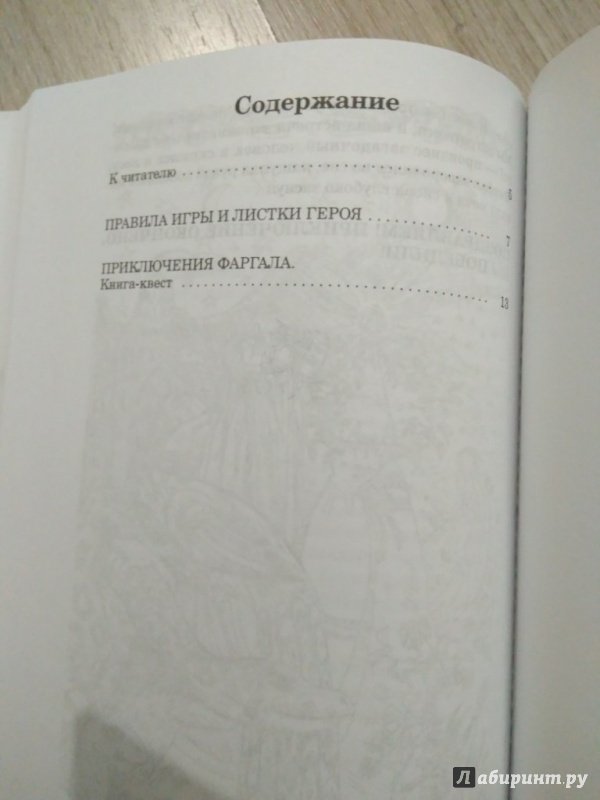 Содержание
К читателю . . . . . . . . . . . . . . . . . . . . . . . . . . . . . . . . . . . . . . 5
ПРАВИЛА ИГРЫ И ЛИСТКИ ГЕРОЯ . . . . . . . . . . . . . . . . . 7
ПРИКЛЮЧЕНИЯ ФАРГАЛА.
Книга-квест . . . . . . . . . . . . . . . . . . . . . . . . . . . . . . . . . . . . . 13
Лабиринт.ру